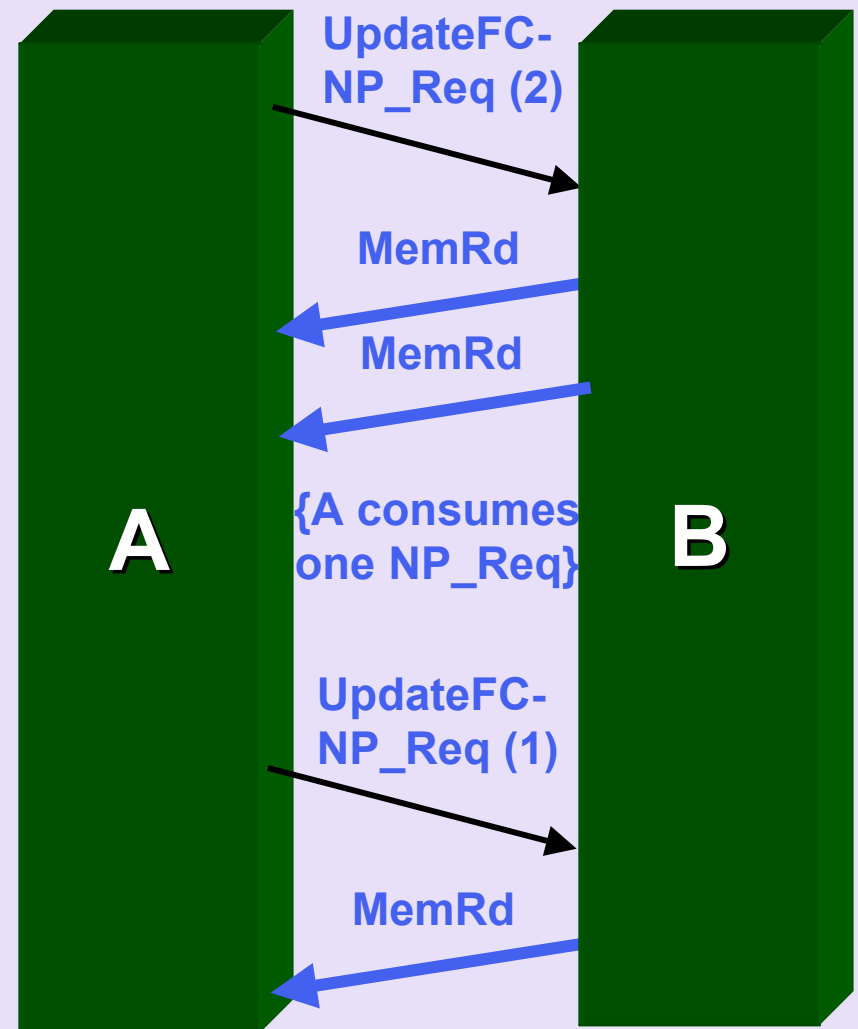 UpdateFC-
NP_Req (2)
MemRd
MemRd
{A consumes
one NP_Req}
A
B
UpdateFC-
NP_Req (1)
MemRd